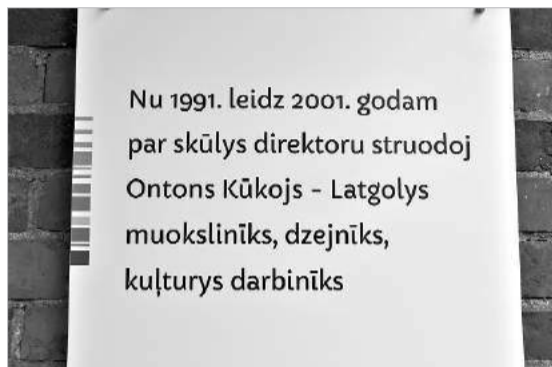 Nu 1991. leidz 2001. godam
par skūlys direktoru struodoj
Ontons Kūkojs - Latgolys
muokslinīks, dzejnīks,
kuļturys darbinīks